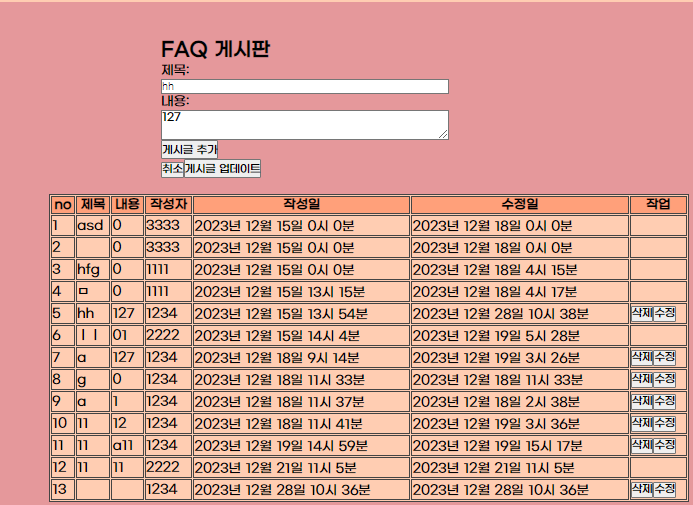 FAQ 게시판
제목:
hh
내용:
127
게시글 추가
취소 게시글 업데이트
no 제목 내용 작성자 작성일 수정일 작업
1 asd 0 3333 2023년 12월 15일 0시 0분 2023년 12월 18일 0시 0분
2 0 3333 2023년 12월 15일 0시 0분 2023년 12월 18일 0시 0분
3 hfg 0 1111 2023년 12월 15일 0시 0분 2023년 12월 18일 4시 15분
4 ㅁ 0 1111 2023년 12월 15일 13시 15분 2023년 12월 18일 4시 17분
5 hh 127 1234 2023년 12월 15일 13시 54분 2023년 12월 28일 10시 38분 삭제 수정
6 ㅣㅣ 01 2222 2023년 12월 15일 14시 4분 2023년 12월 19일 5시 28분
7 a 127 1234 2023년 12월 18일 9시 14분 2023년 12월 19일 3시 26분 삭제 수정
8 g 0 1234 2023년 12월 18일 11시 33분 2023년 12월 18일 11시 33분 삭제 수정
9 a 1 1234 2023년 12월 18일 11시 37분 2023년 12월 18일 2시 38분 삭제 수정
10 11 12 1234 2023년 12월 18일 11시 41분 2023년 12월 19일 3시 36분 삭제 수정
11 11 a11 1234 2023년 12월 19일 14시 59분 2023년 12월 19일 15시 17분 삭제 수정
12 11 11 2222 2023년 12월 21일 11시 5분 2023년 12월 21일 11시 5분
13 1234 2023년 12월 28일 10시 36분 2023년 12월 28일 10시 36분 삭제 수정